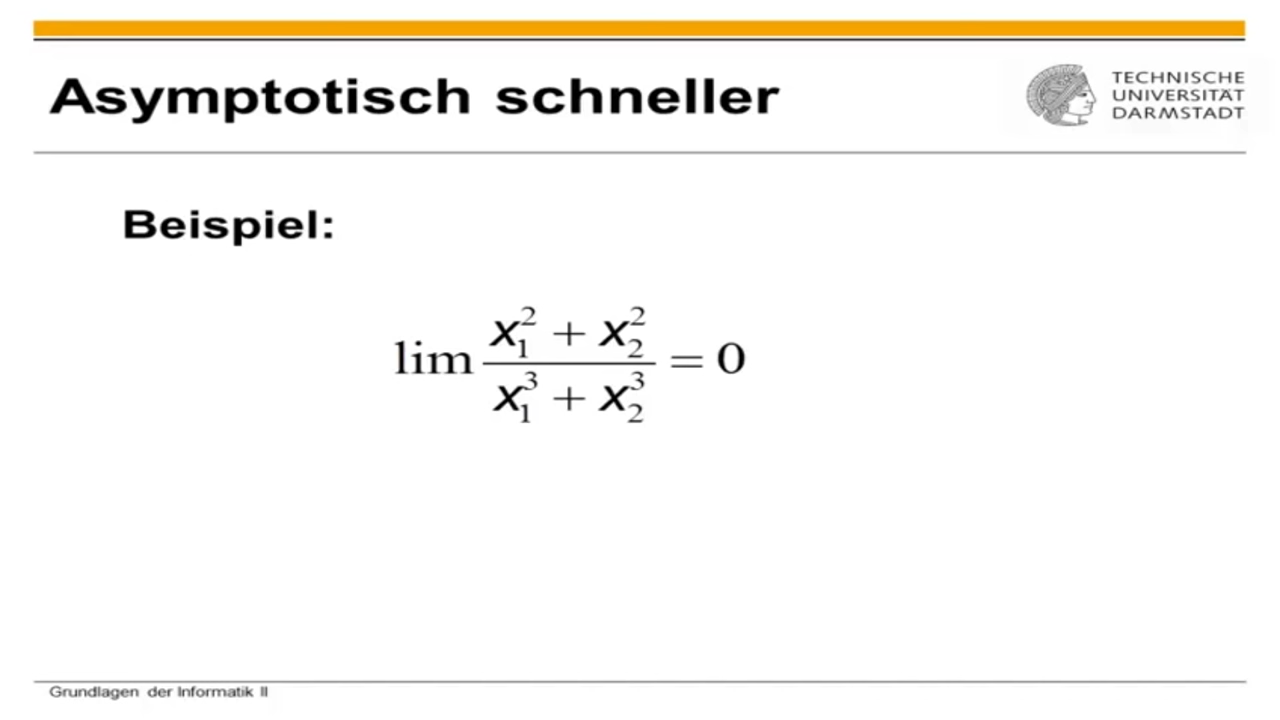 Asymptotisch schneller
TECHNISCHE
UNIVERSITÄT
DARMSTADT
Beispiel:
lim (x₁² + x₂²) / (x₁³ + x₂³) = 0
Grundlagen der Informatik II